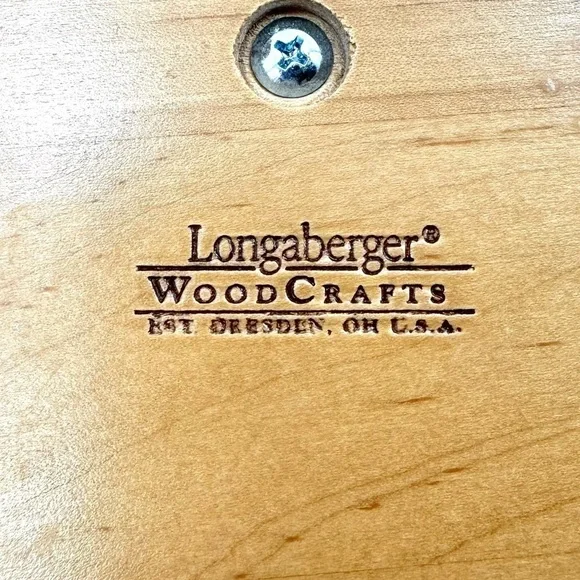 Longaberger®
WOODCRAFTS
EST. DRESDEN, OH U.S.A.